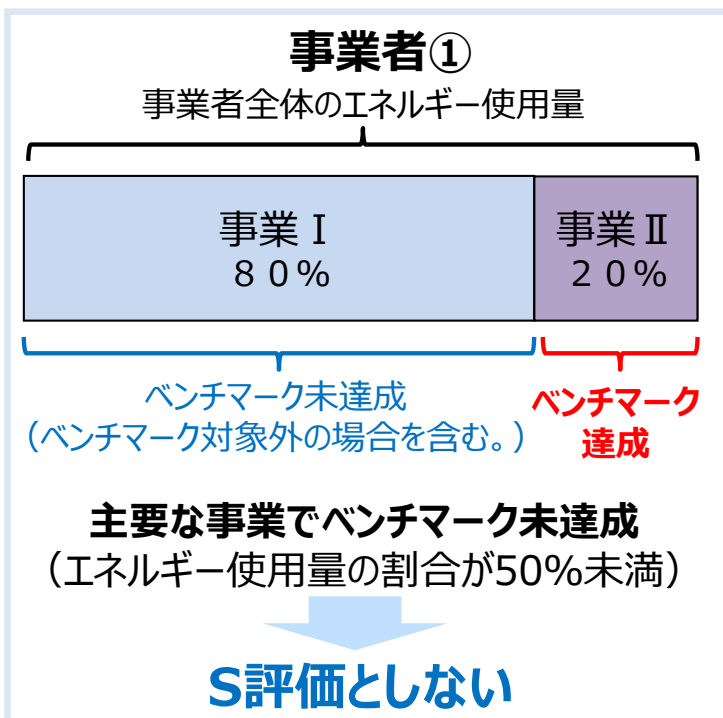 事業者①
事業者全体のエネルギー使用量
事業Ⅰ
８０％
事業Ⅱ
２０％
ベンチマーク未達成
（ベンチマーク対象外の場合を含む。）
ベンチマーク
達成
主要な事業でベンチマーク未達成
（エネルギー使用量の割合が50％未満）
S評価としない